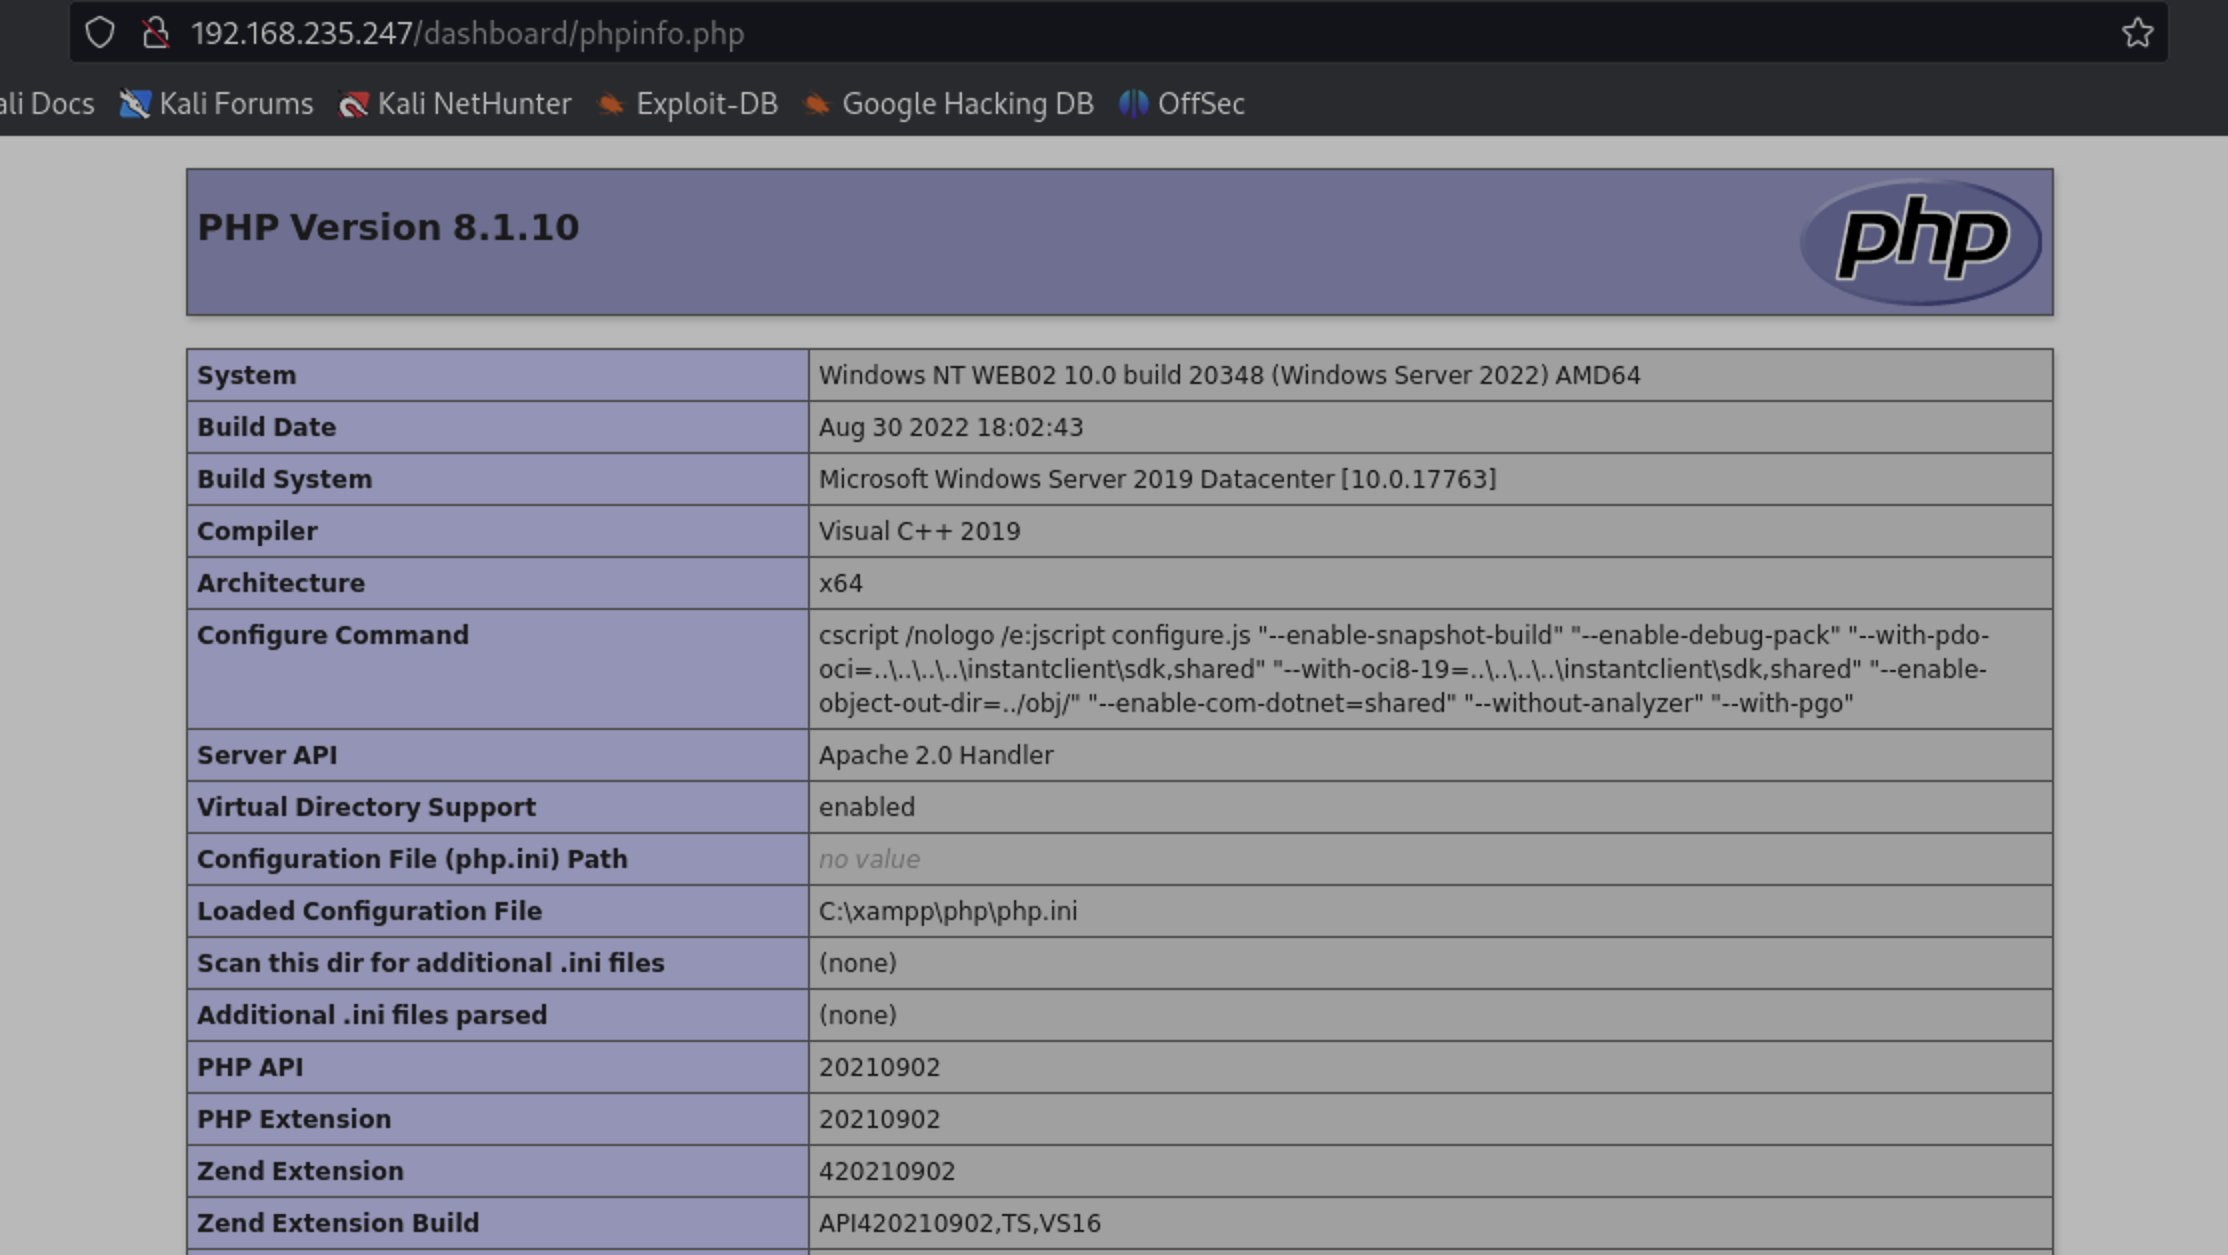 192.168.235.247/dashboard/phpinfo.php
ali Docs Kali Forums Kali NetHunter Exploit-DB Google Hacking DB OffSec
PHP Version 8.1.10
php
System Windows NT WEB02 10.0 build 20348 (Windows Server 2022) AMD64
Build Date Aug 30 2022 18:02:43
Build System Microsoft Windows Server 2019 Datacenter [10.0.17763]
Compiler Visual C++ 2019
Architecture x64
Configure Command cscript /nologo /e:jscript configure.js "--enable-snapshot-build" "--enable-debug-pack" "--with-pdo-
oci=..\..\..\..\instantclient\sdk,shared" "--with-oci8-19=..\..\..\..\instantclient\sdk,shared" "--enable-
object-out-dir=../obj/" "--enable-com-dotnet=shared" "--without-analyzer" "--with-pgo"
Server API Apache 2.0 Handler
Virtual Directory Support enabled
Configuration File (php.ini) Path no value
Loaded Configuration File C:\xampp\php\php.ini
Scan this dir for additional .ini files (none)
Additional .ini files parsed (none)
PHP API 20210902
PHP Extension 20210902
Zend Extension 420210902
Zend Extension Build API420210902,TS,VS16